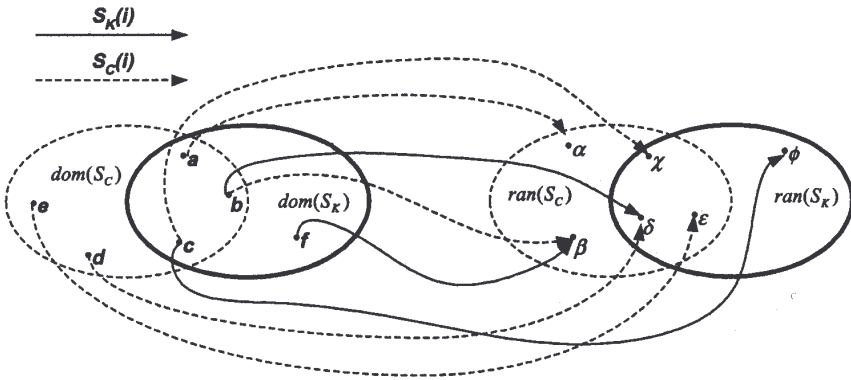 S_K(i)
S_C(i)
dom(S_C)
a
b
c
d
e
dom(S_K)
f
ran(S_C)
α
β
χ
δ
ε
ran(S_K)
ϕ